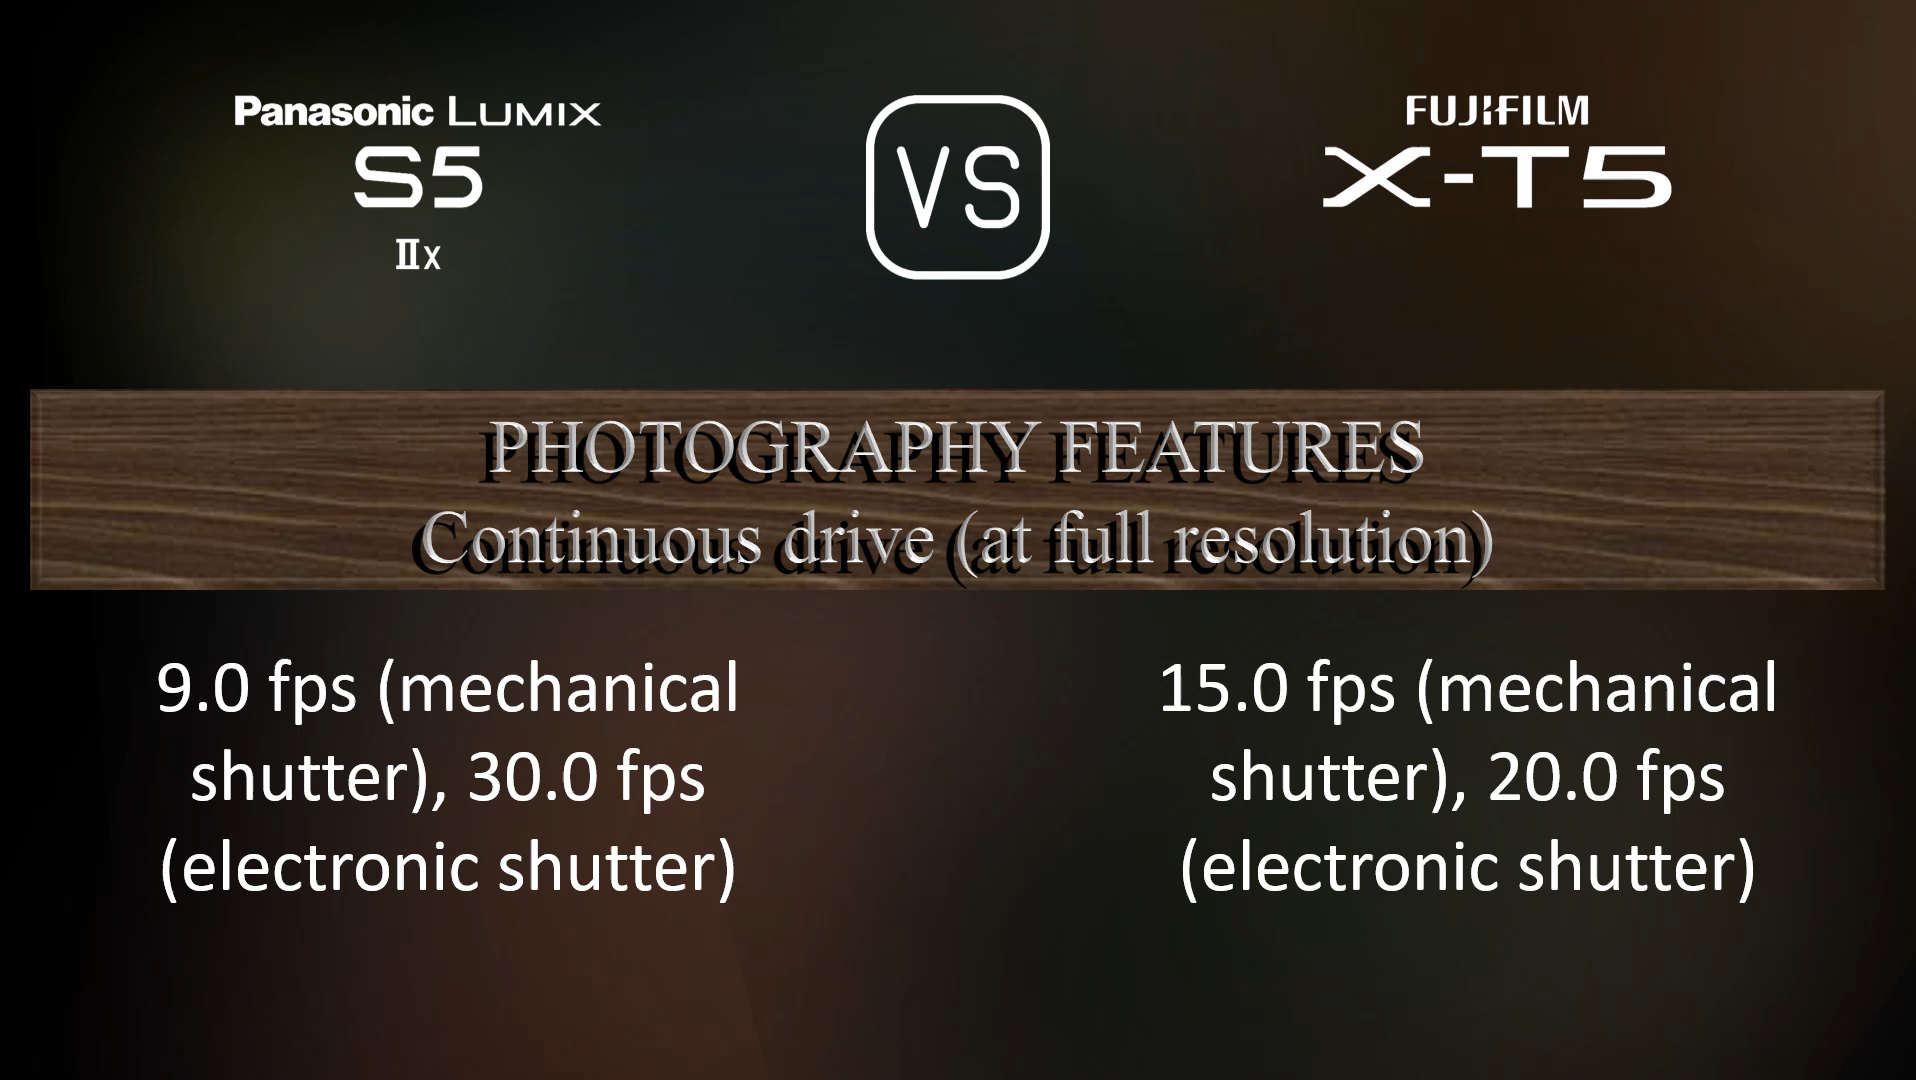 Panasonic LUMIX
S5
IIx
VS
FUJIFILM
X-T5
PHOTOGRAPHY FEATURES
Continuous drive (at full resolution)
9.0 fps (mechanical
shutter), 30.0 fps
(electronic shutter)
15.0 fps (mechanical
shutter), 20.0 fps
(electronic shutter)